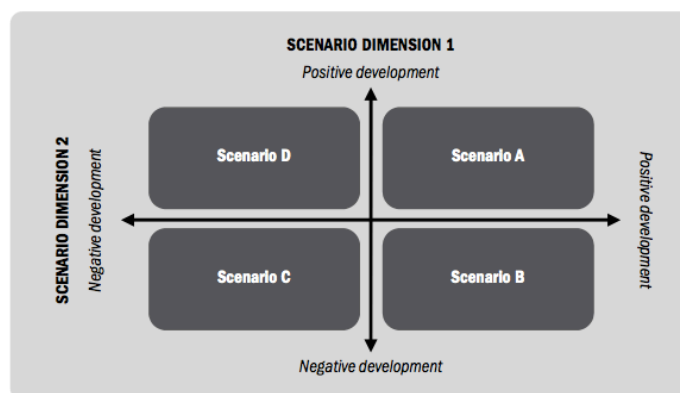 SCENARIO DIMENSION 1
Positive development
SCENARIO DIMENSION 2
Negative development
Scenario D
Scenario A
Positive development
Scenario C
Scenario B
Negative development